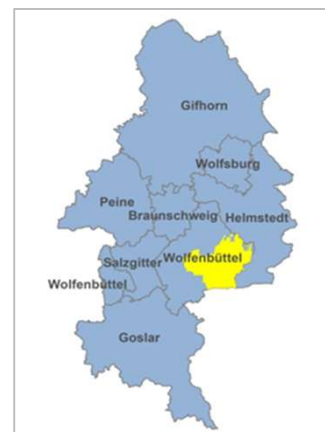 Gifhorn
Wolfsburg
Peine
Braunschweig
Helmstedt
Salzgitter
Wolfenbüttel
Wolfenbüttel
Goslar